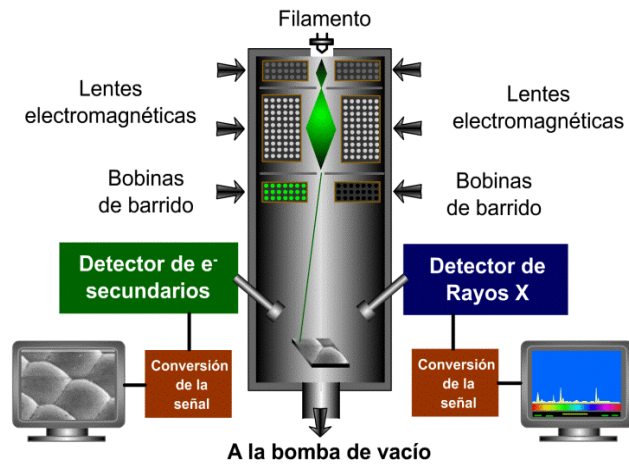 Filamento
Lentes
electromagnéticas
Lentes
electromagnéticas
Bobinas
de barrido
Bobinas
de barrido
Detector de e-
secundarios
Detector de
Rayos X
Conversión
de la
señal
Conversión
de la
señal
A la bomba de vacío